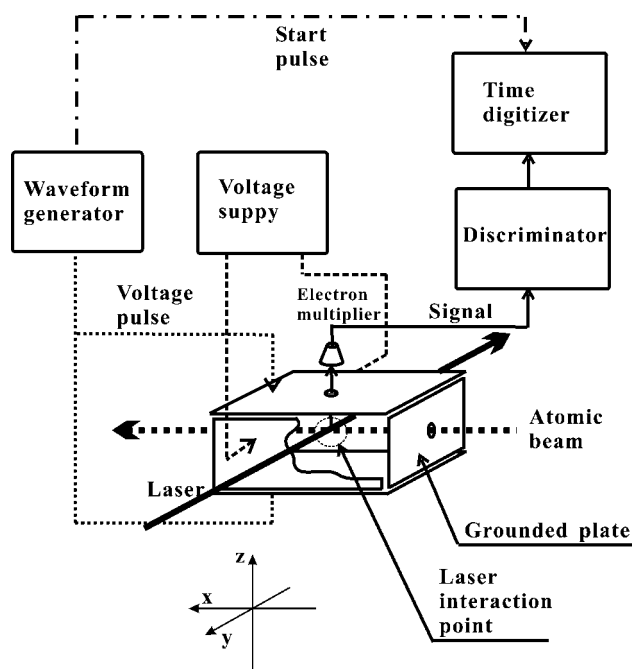 Start
pulse
Time
digitizer
Waveform
generator
Voltage
suppy
Discriminator
Voltage
pulse
Electron
multiplier
Signal
Atomic
beam
Laser
Grounded plate
Laser
interaction
point
z
x
y